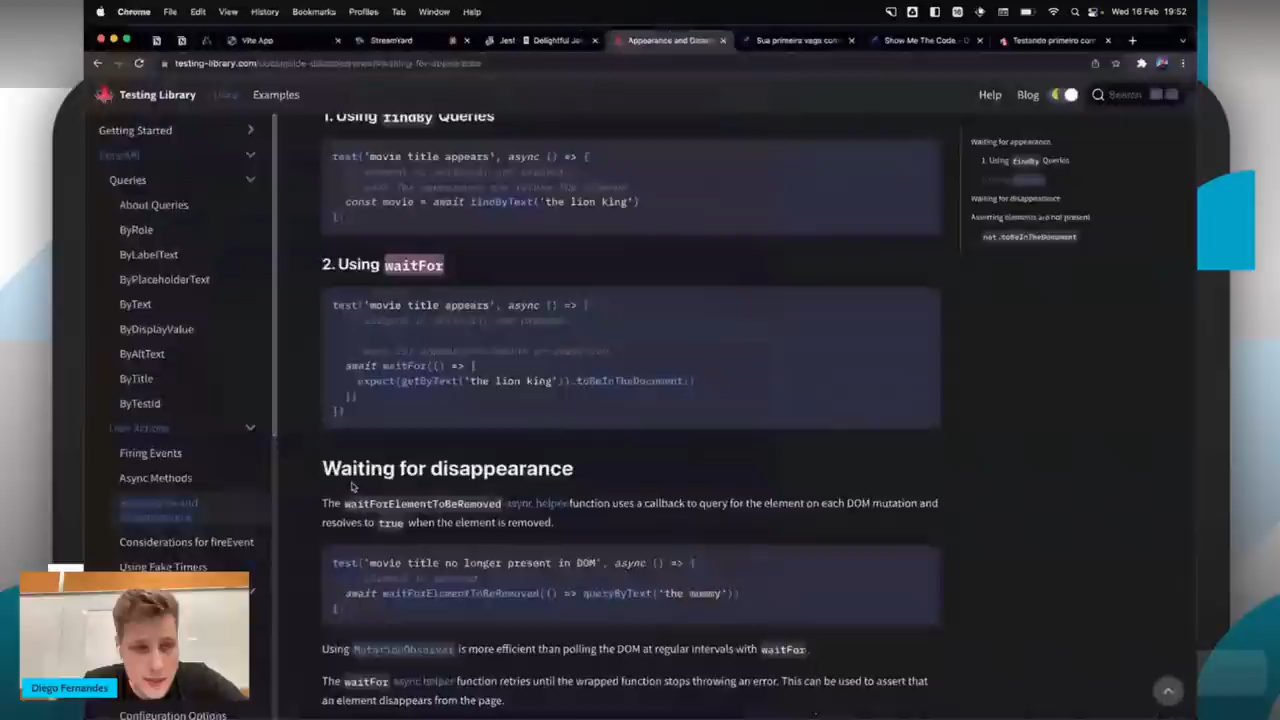 Chrome File Edit View History Bookmarks Profiles Tab Window Help
16
Wed 16 Feb 19:52
Vite App
StreamYard
Jest
Delightful Ja
Appearance and
Sua primeira vaga com
Show Me The Code -
Testando primeiro com
testing-library.com/
Testing Library
Docs
Examples
Help
Blog
Search
Getting Started
Queries
About Queries
ByRole
ByLabelText
ByPlaceholderText
ByText
ByDisplayValue
ByAltText
ByTitle
ByTestId
User Actions
Firing Events
Async Methods
Considerations for fireEvent
Using Fake Timers
Configuration Options
1. Using findBy Queries
test('movie title appears', async () => {
const movie = await findByText('the lion king')
})
2. Using waitFor
test('movie title appears', async () => {
await waitFor(() => {
expect(getByText('the lion king')).toBeInTheDocument()
})
})
Waiting for disappearance
The waitForElementToBeRemoved async helper function uses a callback to query for the element on each DOM mutation and
resolves to true when the element is removed.
test('movie title no longer present in DOM', async () => {
await waitForElementToBeRemoved(() => queryByText('the mummy'))
})
Using MutationObserver is more efficient than polling the DOM at regular intervals with waitFor.
The waitFor async helper function retries until the wrapped function stops throwing an error. This can be used to assert that
an element disappears from the page.
Waiting for appearance
1. Using findBy Queries
Waiting for disappearance
Asserting elements are not present
not.toBeInTheDocument
Diego Fernandes